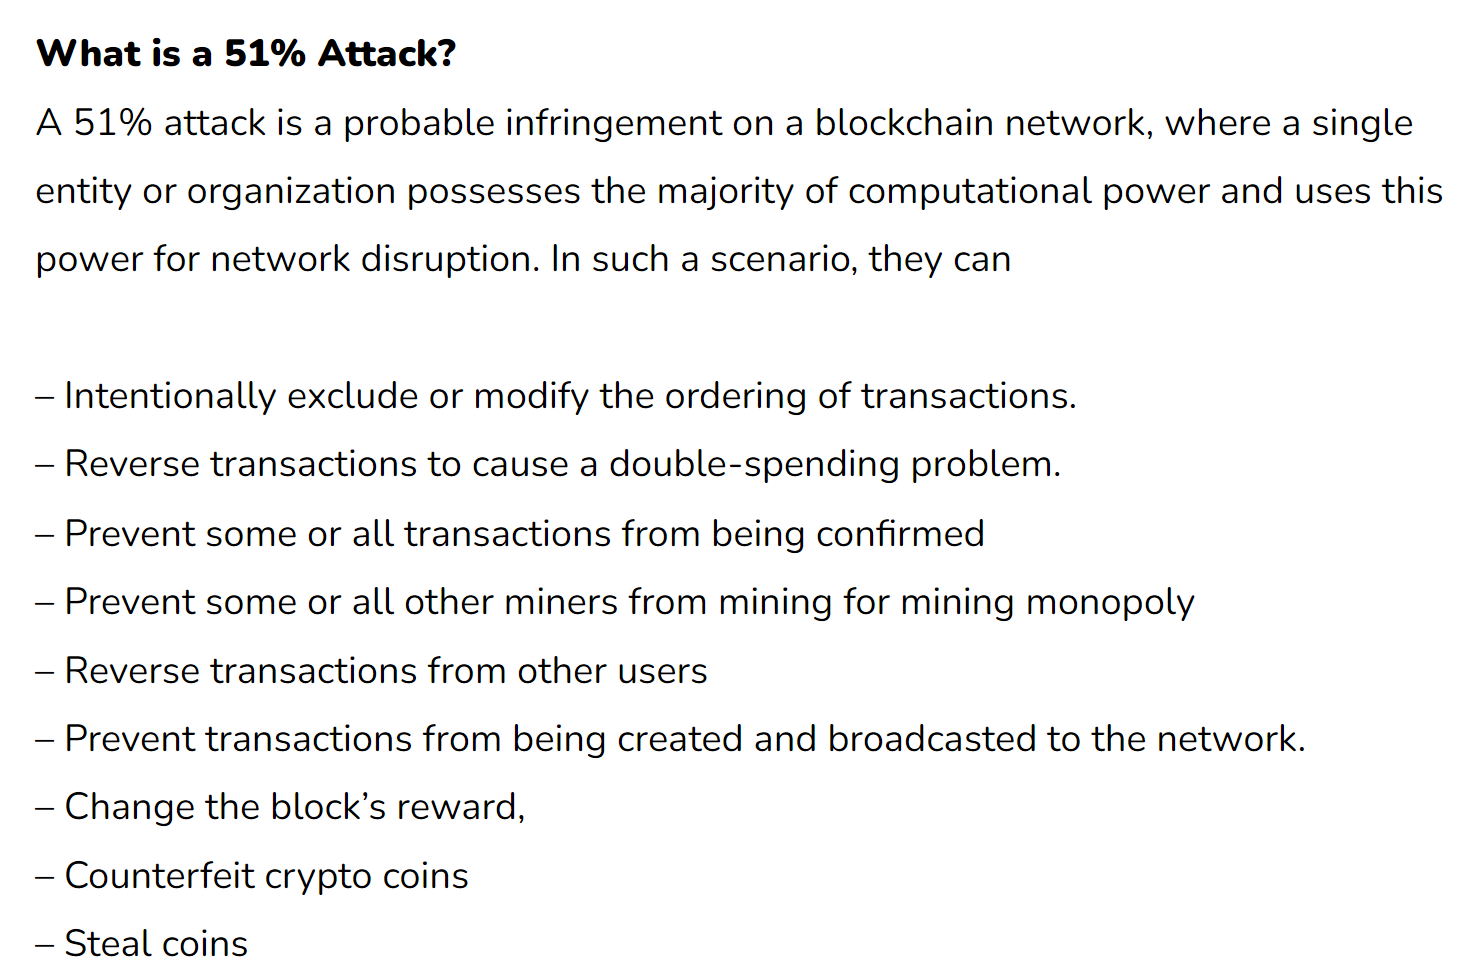 What is a 51% Attack?
A 51% attack is a probable infringement on a blockchain network, where a single
entity or organization possesses the majority of computational power and uses this
power for network disruption. In such a scenario, they can
– Intentionally exclude or modify the ordering of transactions.
– Reverse transactions to cause a double-spending problem.
– Prevent some or all transactions from being confirmed
– Prevent some or all other miners from mining for mining monopoly
– Reverse transactions from other users
– Prevent transactions from being created and broadcasted to the network.
– Change the block’s reward,
– Counterfeit crypto coins
– Steal coins